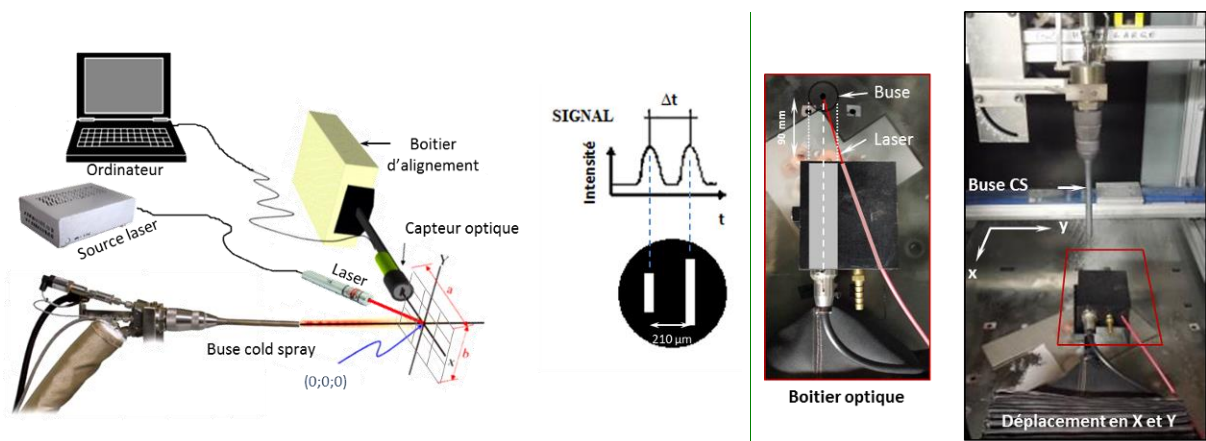 Ordinateur
Source laser
Boitier
d'alignement
Capteur optique
Laser
Buse cold spray
(0;0;0)
Y
a
x
b
SIGNAL
Δt
Intensité
t
210 µm
Buse
90 mm
Laser
Boitier optique
LARGE
Buse CS
y
x
Déplacement en X et Y